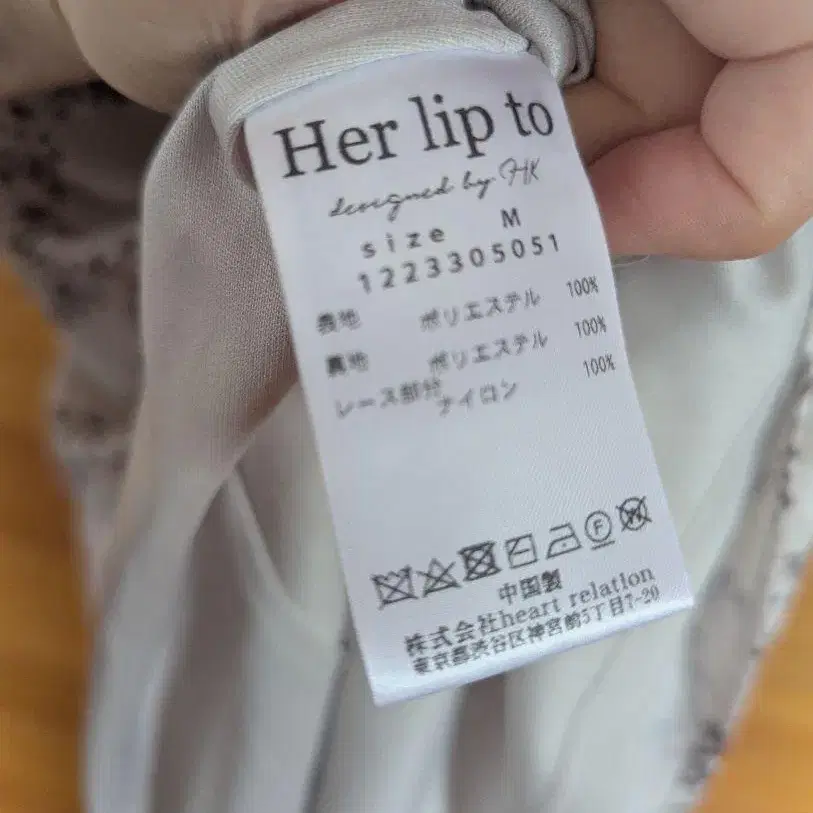 Her lip to
designed by HK
size M
1223305051
表地 ポリエステル 100%
裏地 ポリエステル 100%
レース部分 ナイロン 100%
中国製
株式会社heart relation
東京都渋谷区神宮前5丁目7-20